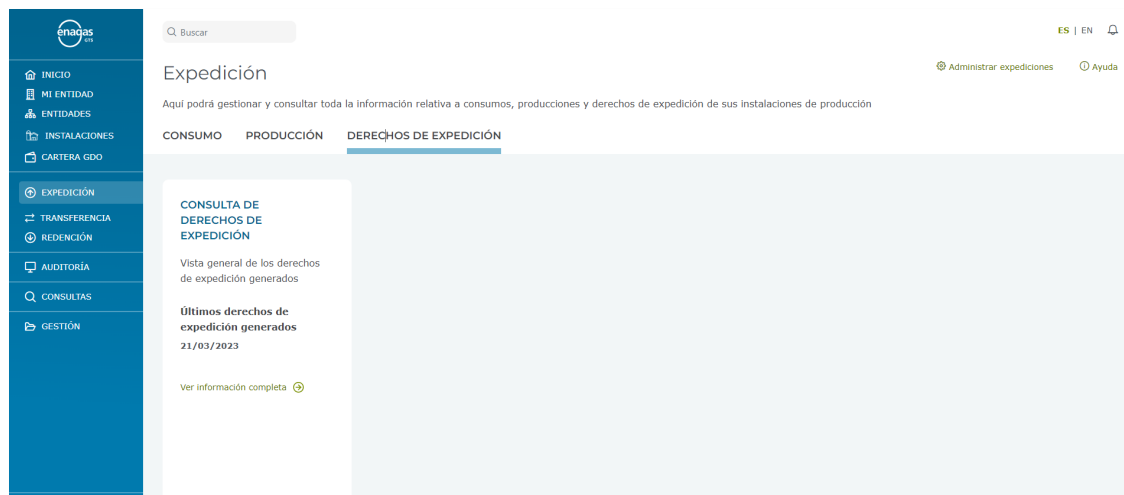 enagas
GTS
Buscar
ES | EN
INICIO
MI ENTIDAD
ENTIDADES
INSTALACIONES
CARTERA GDO
EXPEDICIÓN
TRANSFERENCIA
REDENCIÓN
AUDITORÍA
CONSULTAS
GESTIÓN
Expedición
Administrar expediciones
Ayuda
Aquí podrá gestionar y consultar toda la información relativa a consumos, producciones y derechos de expedición de sus instalaciones de producción
CONSUMO
PRODUCCIÓN
DERECHOS DE EXPEDICIÓN
CONSULTA DE
DERECHOS DE
EXPEDICIÓN
Vista general de los derechos
de expedición generados
Últimos derechos de
expedición generados
21/03/2023
Ver información completa